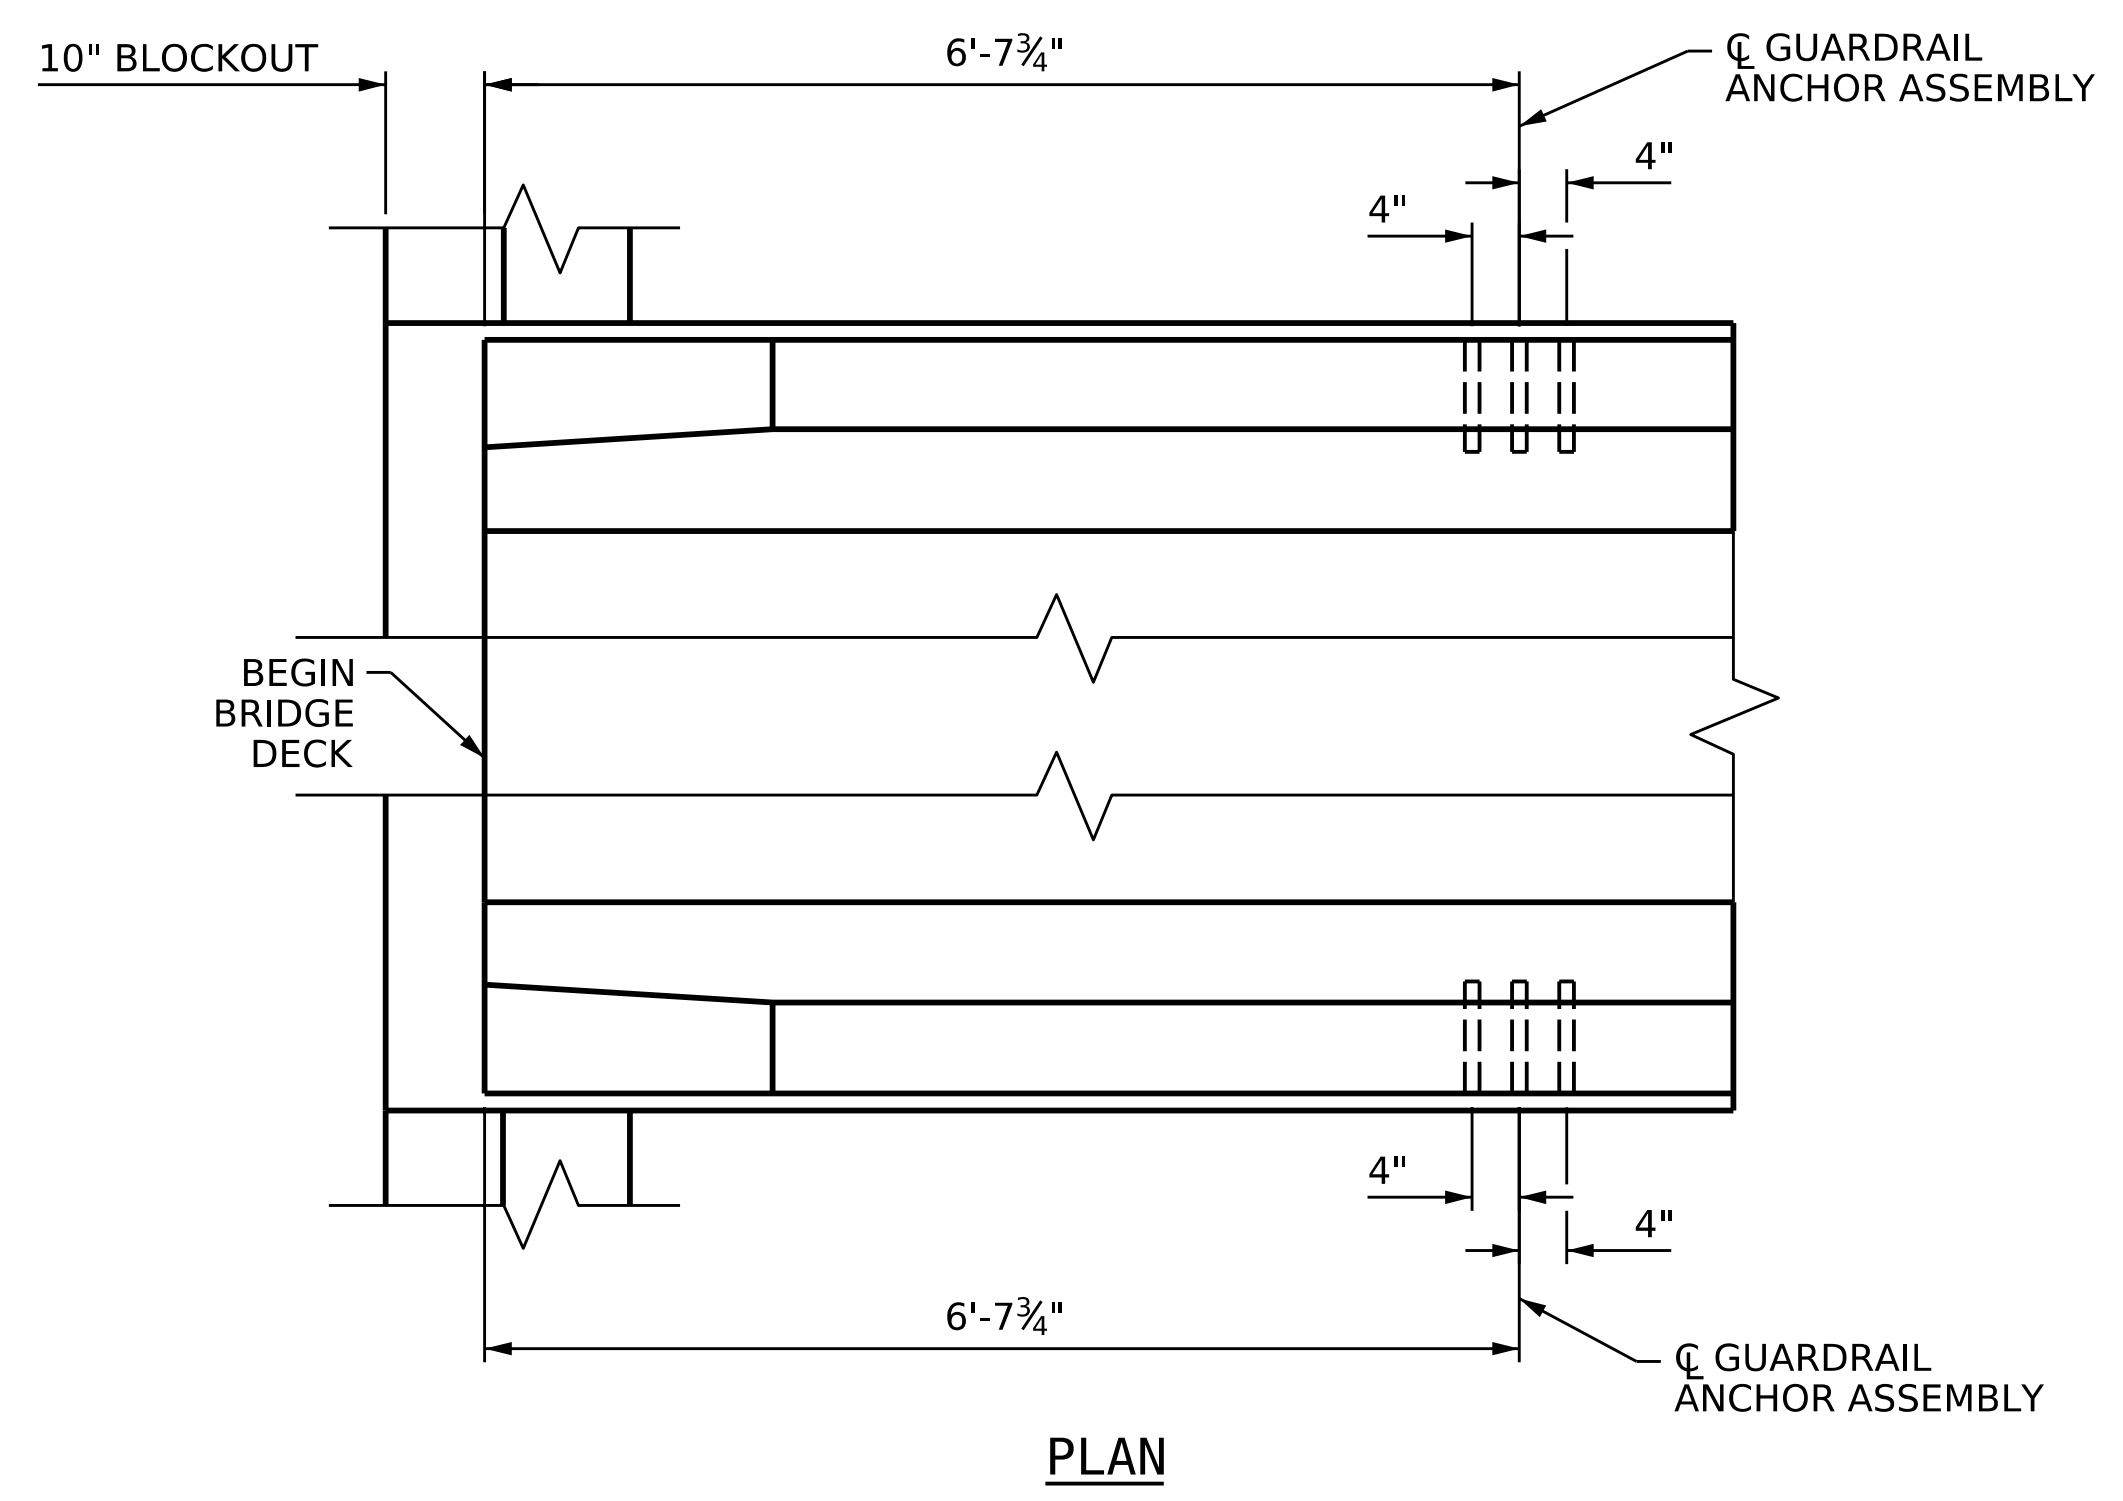 10" BLOCKOUT
6'-7¾"
℄ GUARDRAIL
ANCHOR ASSEMBLY
4"
4"
BEGIN
BRIDGE
DECK
4"
4"
6'-7¾"
℄ GUARDRAIL
ANCHOR ASSEMBLY
PLAN